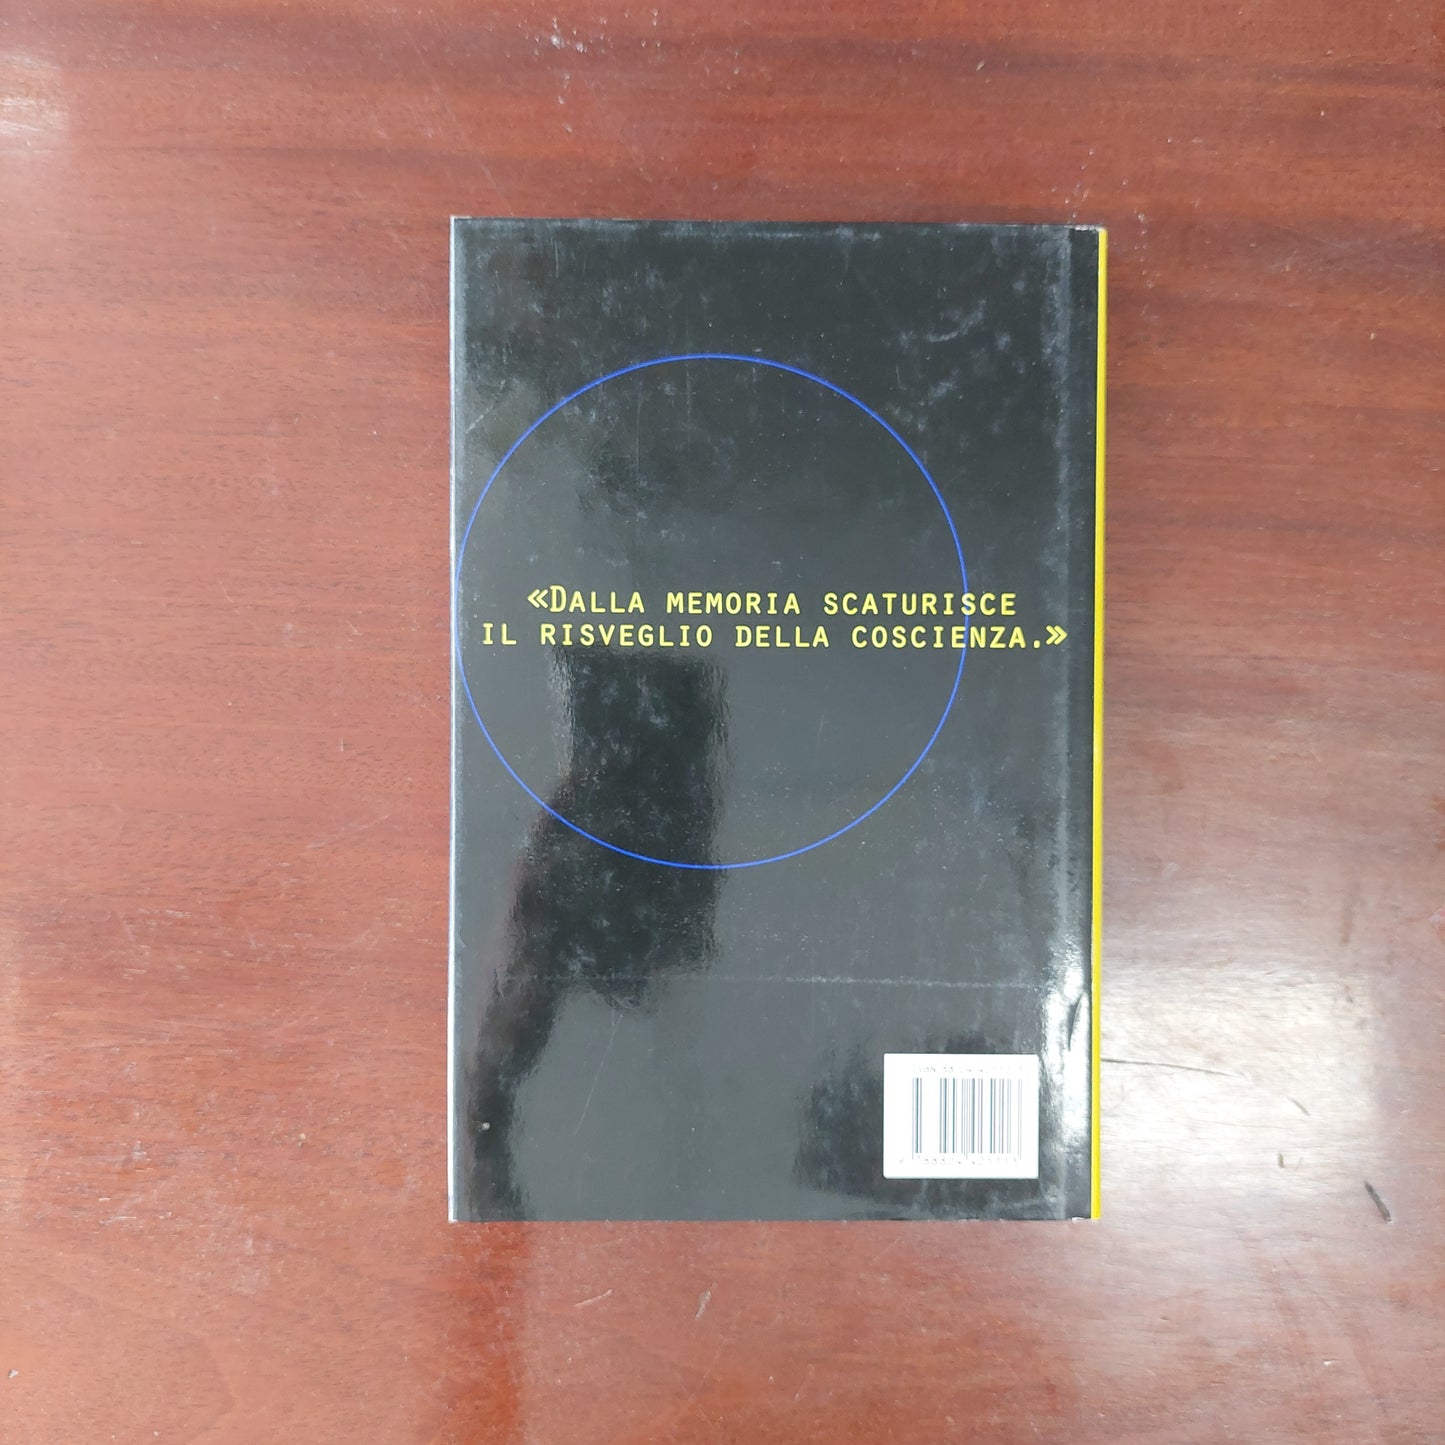 «DALLA MEMORIA SCATURISCE
IL RISVEGLIO DELLA COSCIENZA.»